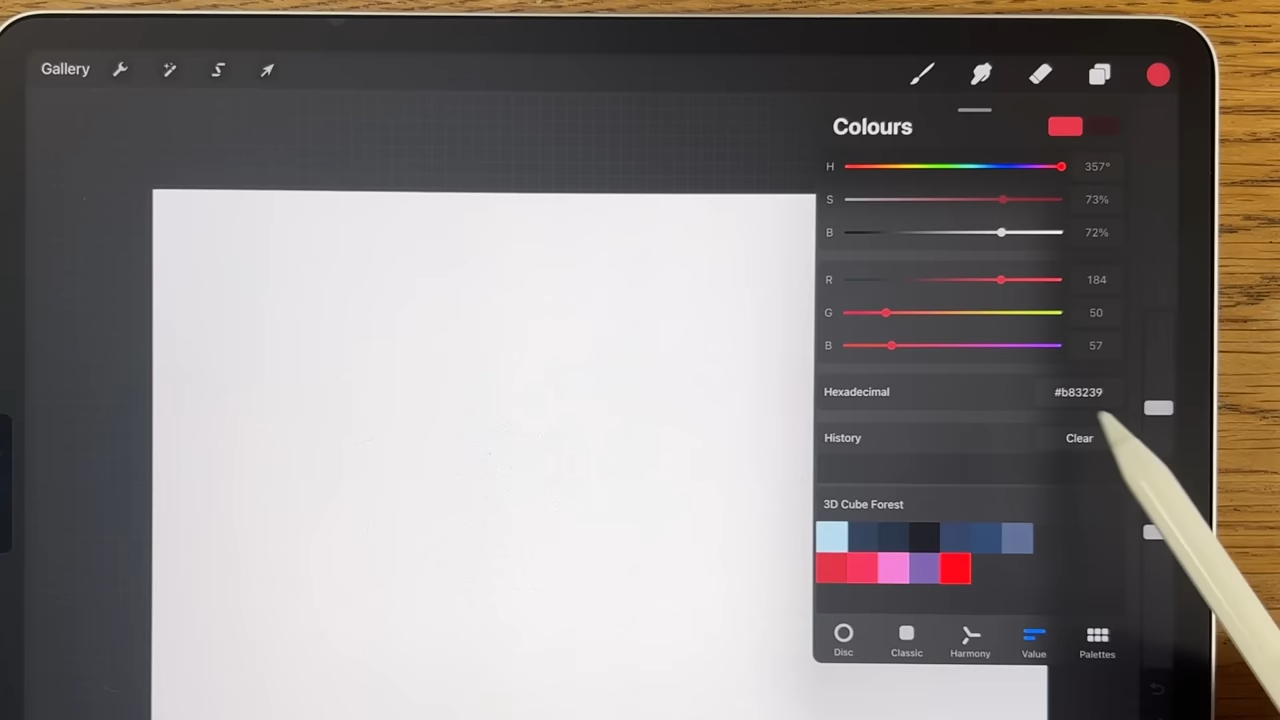 Gallery
Colours
H 357°
S 73%
B 72%
R 184
G 50
B 57
Hexadecimal #b83239
History Clear
3D Cube Forest
Disc Classic Harmony Value Palettes